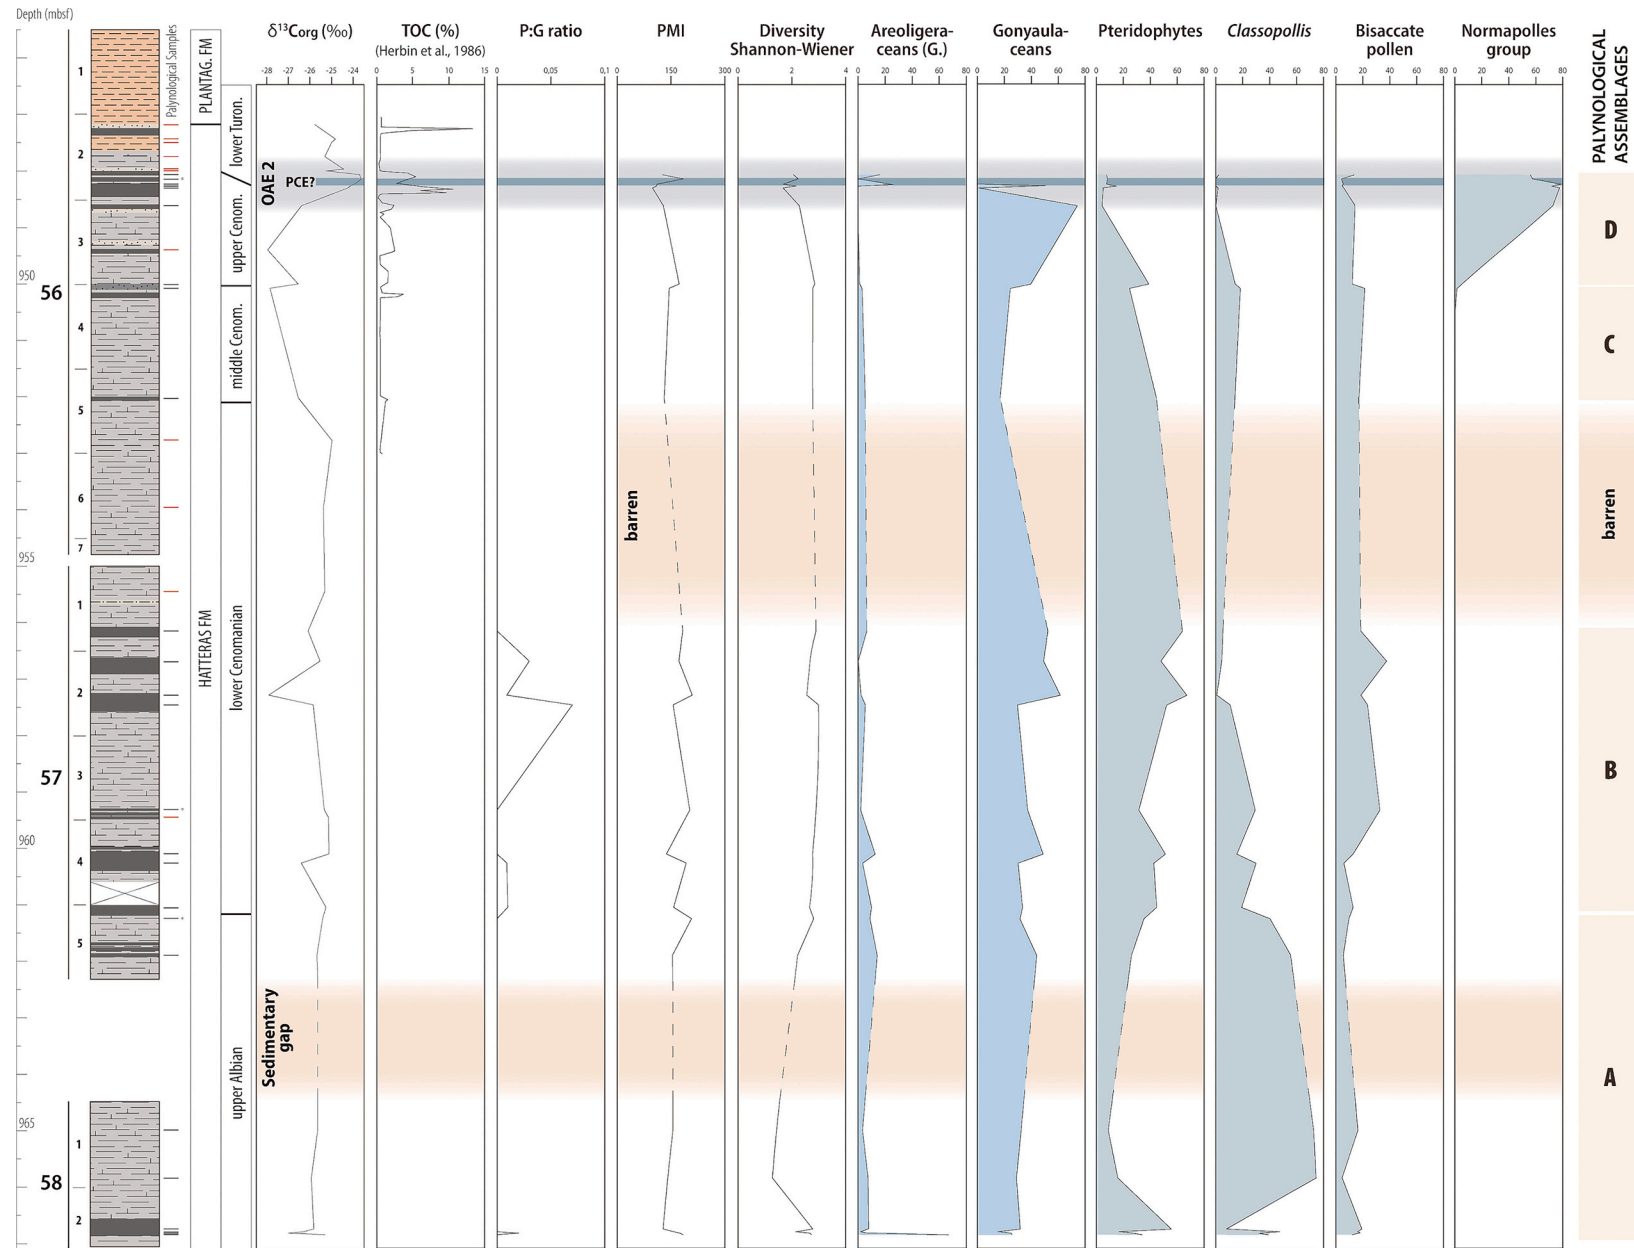 Depth (mbsf)
Palynological Samples
PLANTAG. FM
HATTERAS FM
lower Turon.
upper Cenom.
middle Cenom.
lower Cenomanian
upper Albian
δ¹³Corg (‰)
-28 -27 -26 -25 -24
TOC (%)
(Herbin et al., 1986)
0 5 10 15
P:G ratio
0 0,05 0,1
PMI
0 150 300
Diversity
Shannon-Wiener
0 2 4
Areoligera-
ceans (G.)
0 20 40 60 80
Gonyaula-
ceans
0 20 40 60 80
Pteridophytes
0 20 40 60 80
Classopollis
0 20 40 60 80
Bisaccate
pollen
0 20 40 60 80
Normapolles
group
0 20 40 60 80
PALYNOLOGICAL
ASSEMBLAGES
OAE 2
PCE?
1
2
3
950
56
4
5
6
7
955
1
2
57
3
960
4
5
965
1
58
2
barren
Sedimentary
gap
D
C
barren
B
A